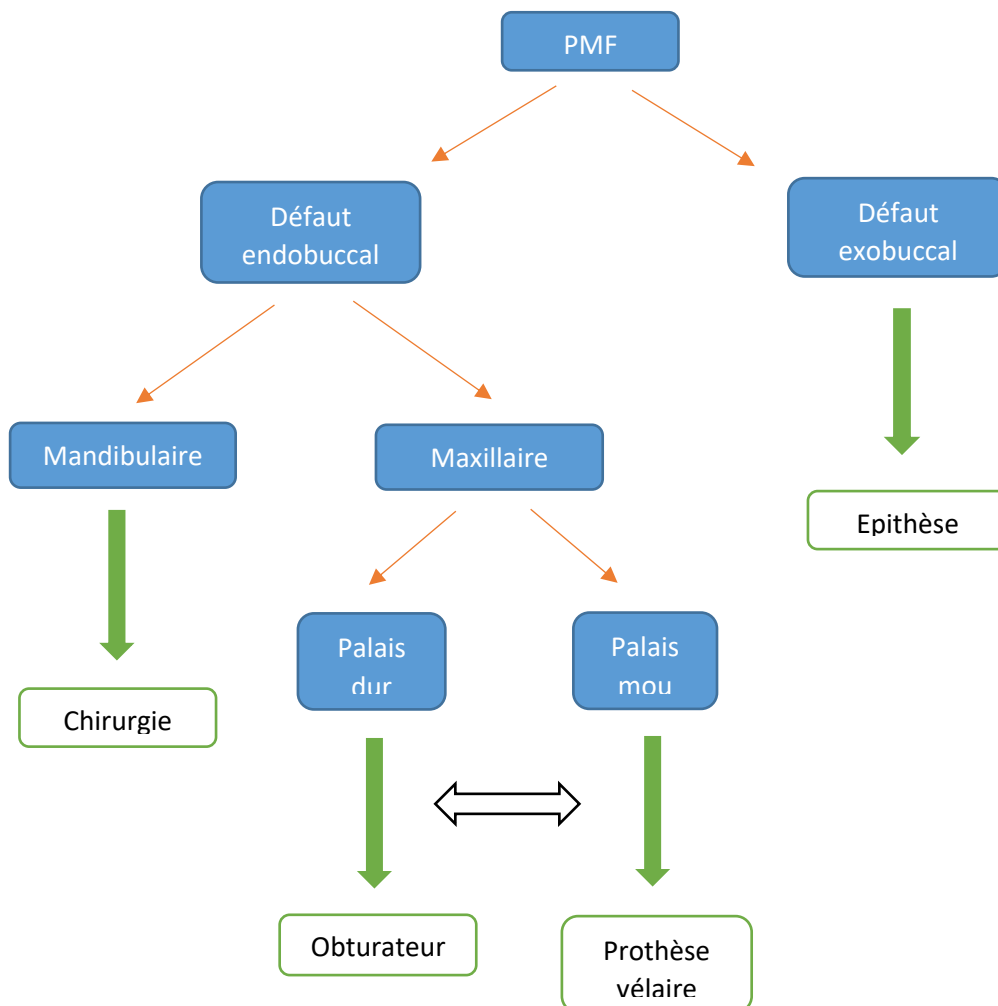 PMF
Défaut
endobuccal
Défaut
exobuccal
Mandibulaire
Maxillaire
Epithèse
Palais
dur
Palais
mou
Chirurgie
Obturateur
Prothèse
vélaire